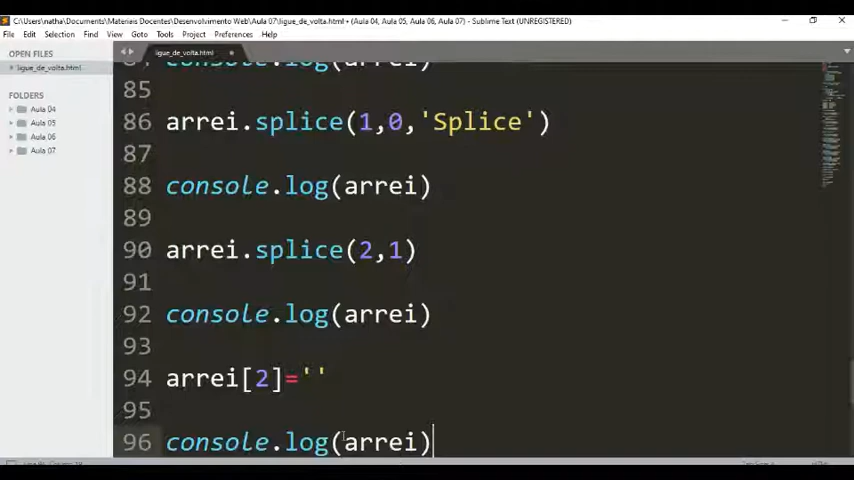 C:\Users\natha\Documents\Materiais Docentes\Desenvolvimento Web\Aula 07\ligue_de_volta.html • (Aula 04, Aula 05, Aula 06, Aula 07) - Sublime Text (UNREGISTERED)
File Edit Selection Find View Goto Tools Project Preferences Help
OPEN FILES
ligue_de_volta.html
FOLDERS
Aula 04
Aula 05
Aula 06
Aula 07
ligue_de_volta.html
84 console.log(arrei)
85
86 arrei.splice(1,0,'Splice')
87
88 console.log(arrei)
89
90 arrei.splice(2,1)
91
92 console.log(arrei)
93
94 arrei[2]=''
95
96 console.log(arrei)